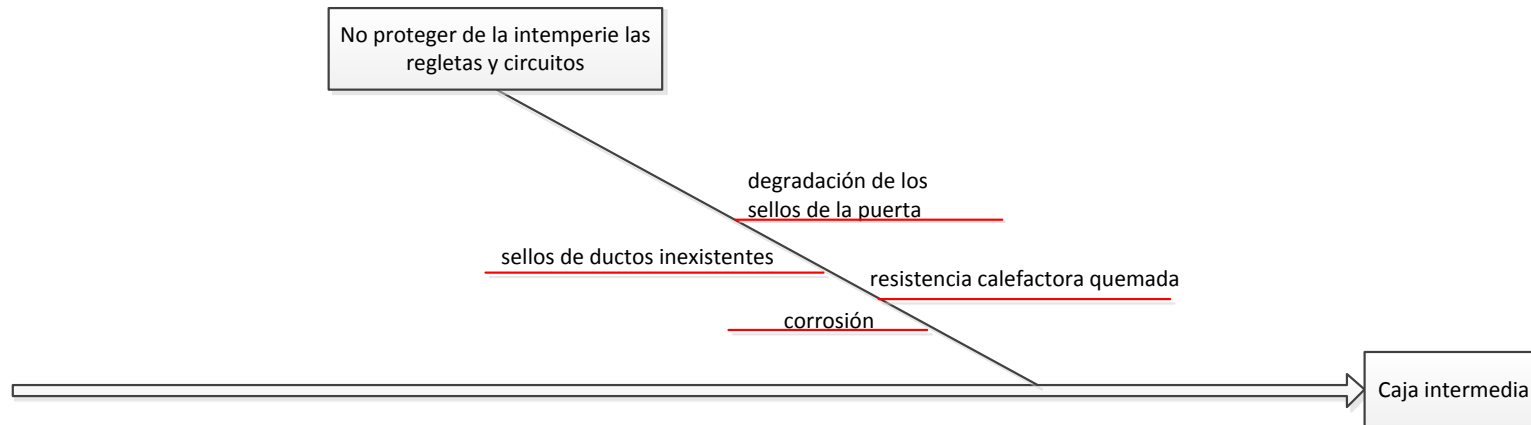 No proteger de la intemperie las
regletas y circuitos
degradación de los
sellos de la puerta
sellos de ductos inexistentes
resistencia calefactora quemada
corrosión
Caja intermedia